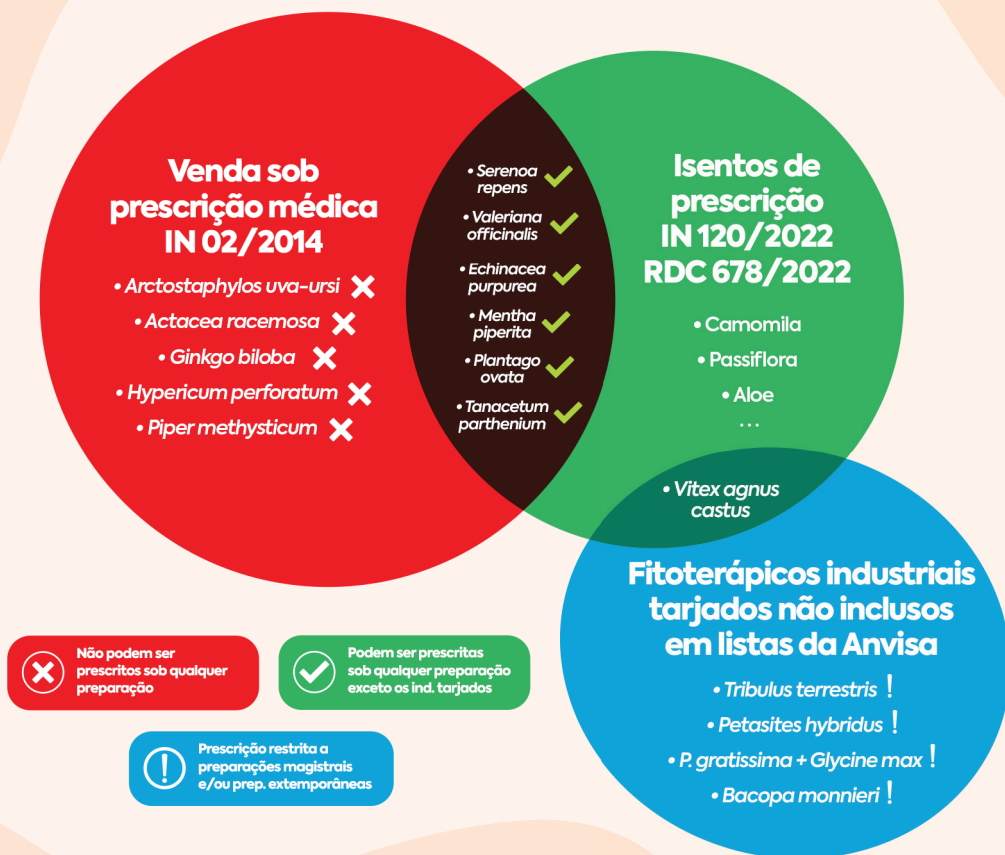 Venda sob
prescrição médica
IN 02/2014
• Arctostaphylos uva-ursi
• Actacea racemosa
• Ginkgo biloba
• Hypericum perforatum
• Piper methysticum
• Serenoa
repens
• Valeriana
officinalis
• Echinacea
purpurea
• Mentha
piperita
• Plantago
ovata
• Tanacetum
parthenium
Isentos de
prescrição
IN 120/2022
RDC 678/2022
• Camomila
• Passiflora
• Aloe
...
• Vitex agnus
castus
Fitoterápicos industriais
tarjados não inclusos
em listas da Anvisa
• Tribulus terrestris !
• Petasites hybridus !
• P. gratissima + Glycine max !
• Bacopa monnieri !
Não podem ser
prescritos sob qualquer
preparação
Podem ser prescritas
sob qualquer preparação
exceto os ind. tarjados
!
Prescrição restrita a
preparações magistrais
e/ou prep. extemporâneas